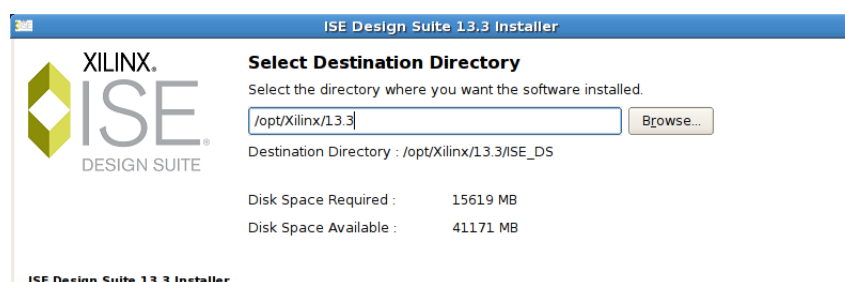 ISE Design Suite 13.3 Installer
XILINX.
ISE
DESIGN SUITE
Select Destination Directory
Select the directory where you want the software installed.
/opt/Xilinx/13.3
Browse...
Destination Directory : /opt/Xilinx/13.3/ISE_DS
Disk Space Required : 15619 MB
Disk Space Available : 41171 MB
ISE Design Suite 13.3 Installer